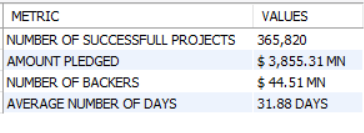 METRIC VALUES
NUMBER OF SUCCESSFULL PROJECTS 365,820
AMOUNT PLEDGED $ 3,855.31 MN
NUMBER OF BACKERS $ 44.51 MN
AVERAGE NUMBER OF DAYS 31.88 DAYS